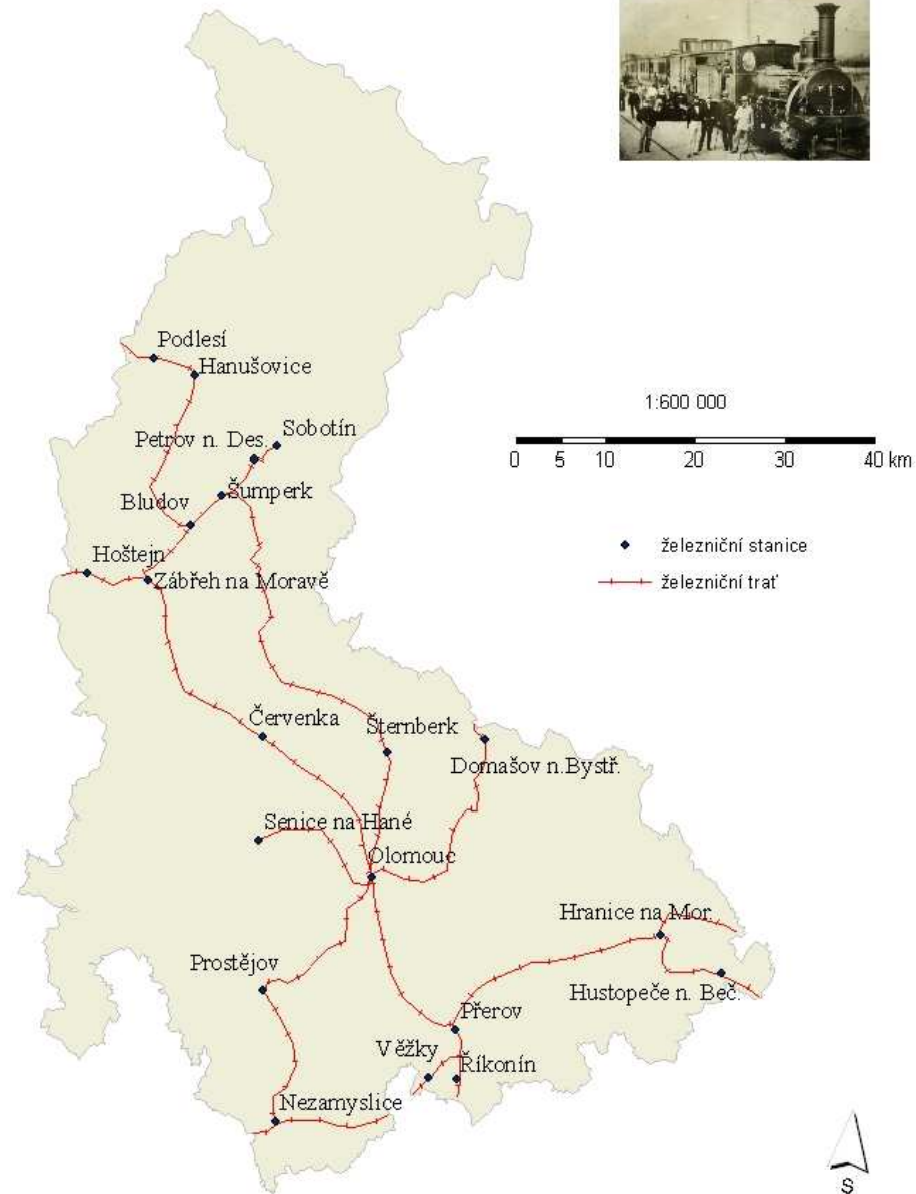 Podlesí
Hanušovice
1:600 000
Sobotín
Petrov n. Des.
0 5 10 20 30 40 km
Šumperk
Bludov
železniční stanice
Hoštejn
Zábřeh na Moravě
železniční trať
Červenka
Šternberk
Domašov n.Bystř.
Senice na Hané
Olomouc
Hranice na Mor.
Prostějov
Hustopeče n. Beč.
Přerov
Věžky
Říkonín
Nezamyslice
S